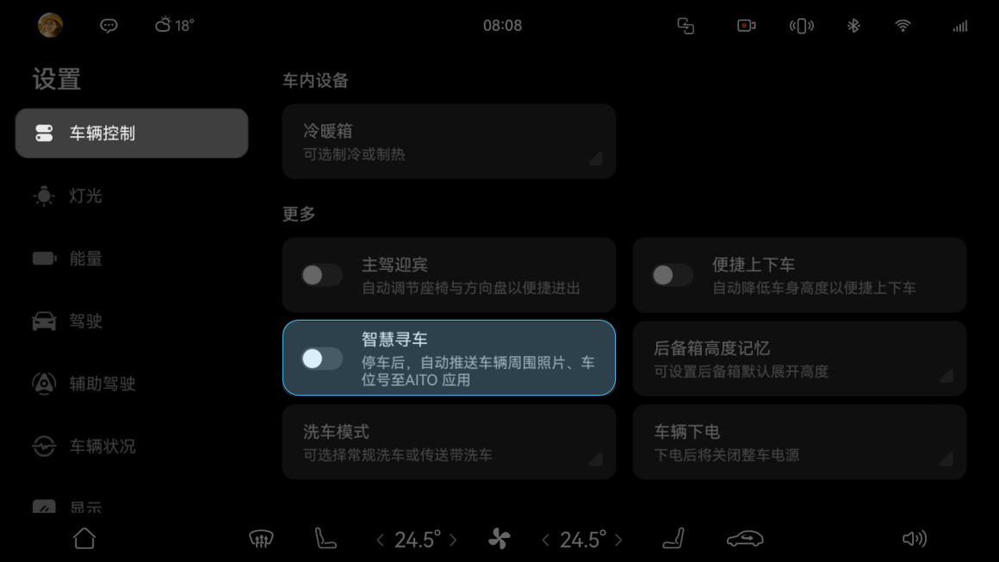 18°
08:08
设置
车辆控制
灯光
能量
驾驶
辅助驾驶
车辆状况
显示
车内设备
冷暖箱
可选制冷或制热
更多
主驾迎宾
自动调节座椅与方向盘以便捷进出
便捷上下车
自动降低车身高度以便捷上下车
智慧寻车
停车后，自动推送车辆周围照片、车
位号至AITO 应用
后备箱高度记忆
可设置后备箱默认展开高度
洗车模式
可选择常规洗车或传送带洗车
车辆下电
下电后将关闭整车电源
24.5°
24.5°